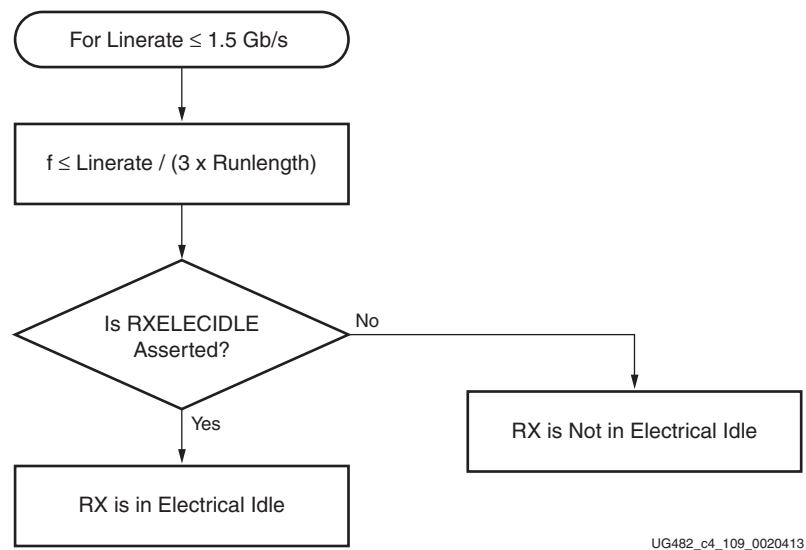 For Linerate ≤ 1.5 Gb/s
f ≤ Linerate / (3 x Runlength)
Is RXELECIDLE
Asserted?
No
Yes
RX is Not in Electrical Idle
RX is in Electrical Idle
UG482_c4_109_0020413